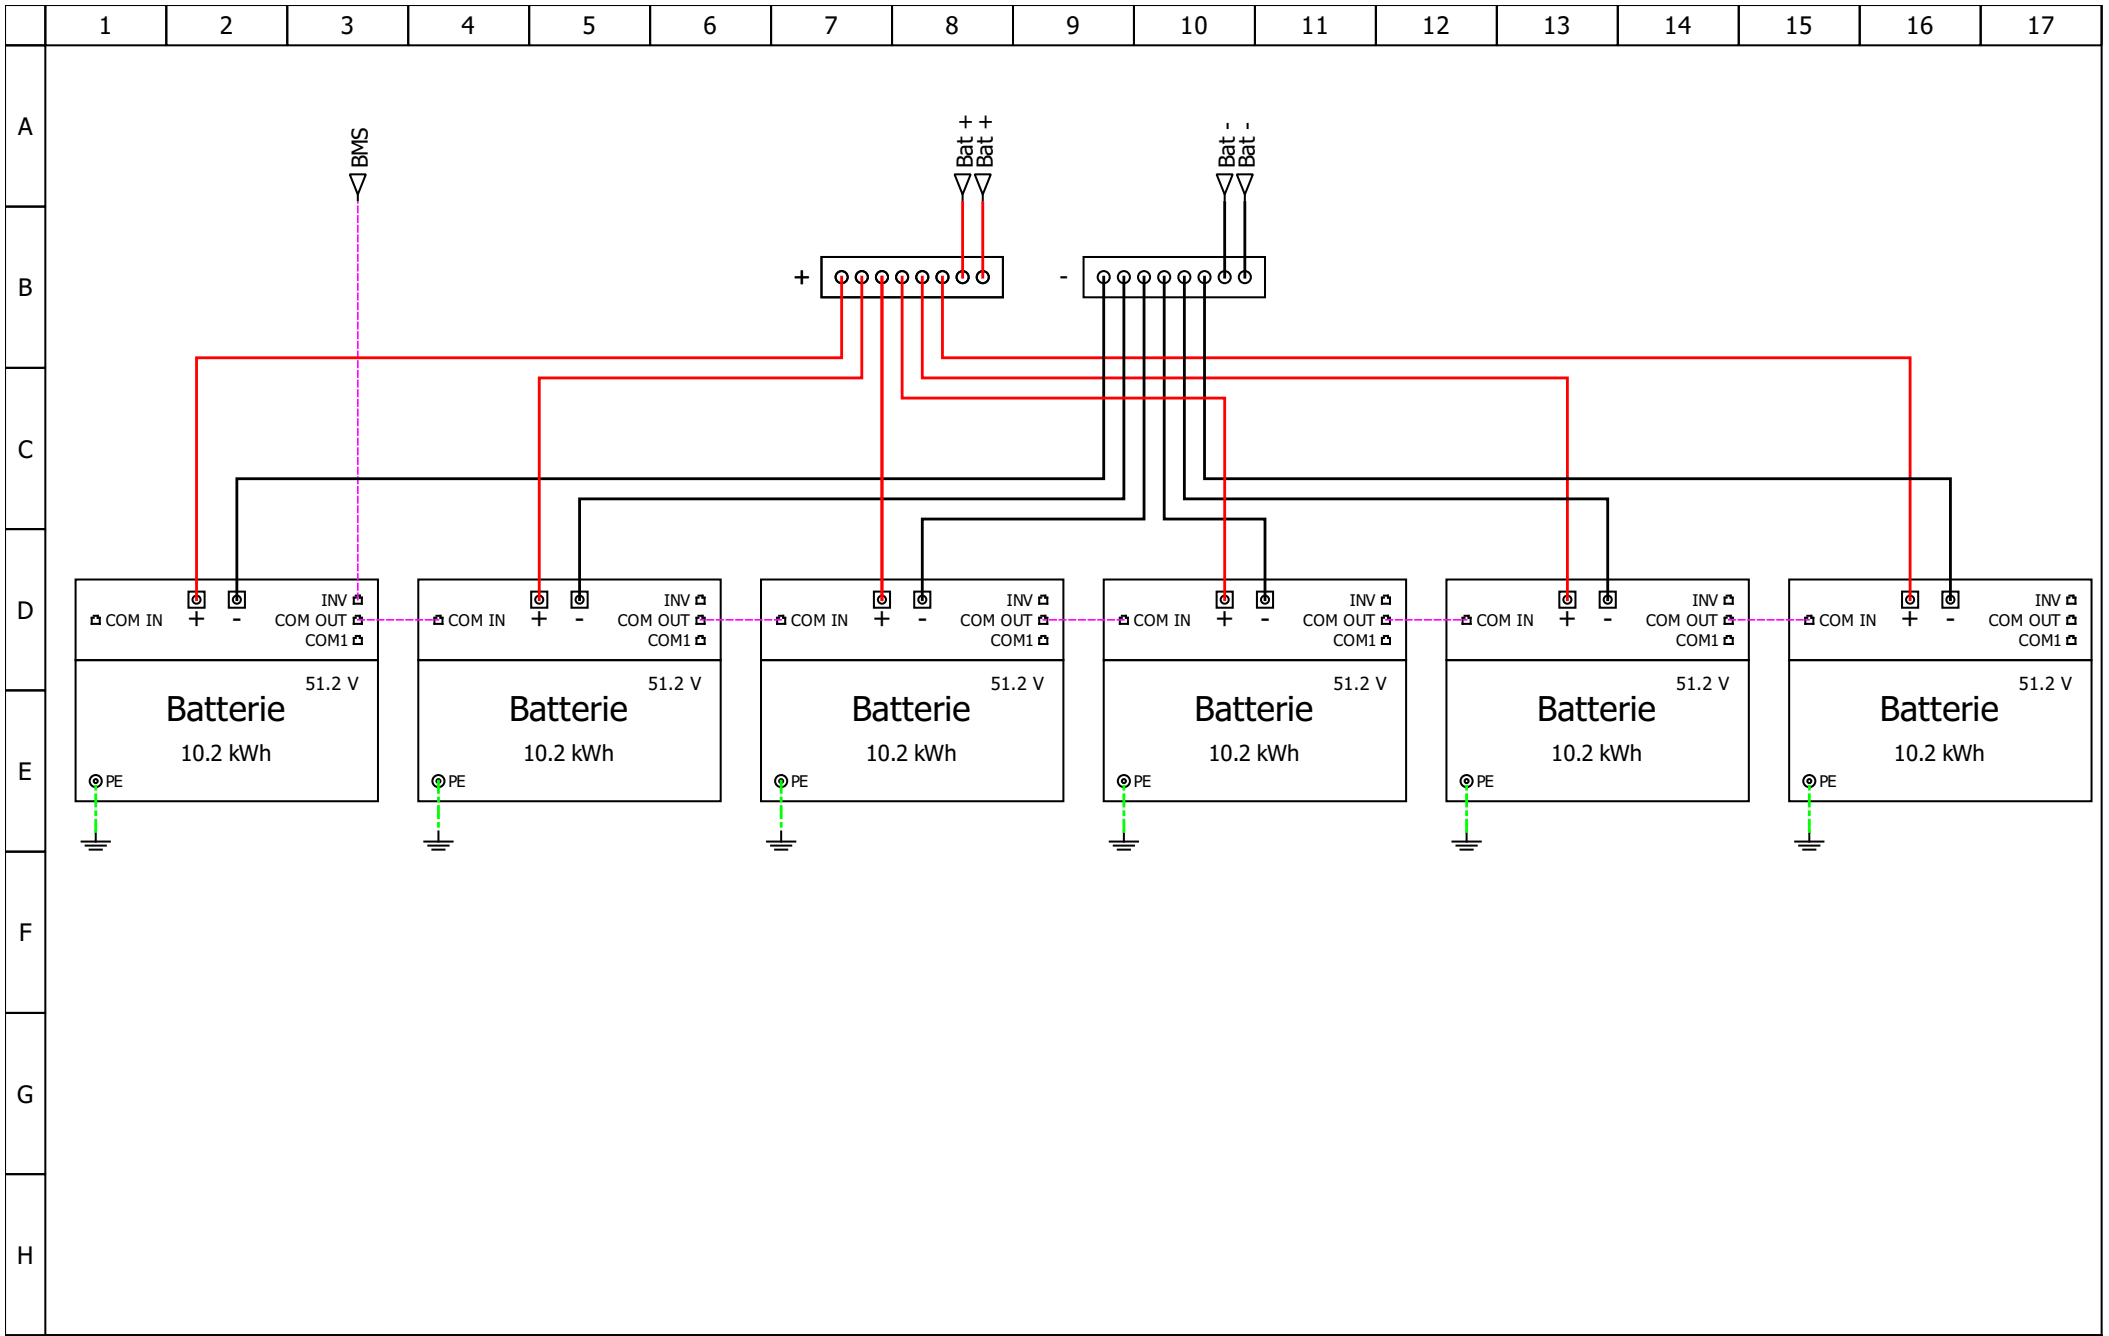 1 2 3 4 5 6 7 8 9 10 11 12 13 14 15 16 17
A
BMS
Bat +
Bat +
Bat -
Bat -
B
+ -
C
D
INV INV INV INV INV INV
COM IN + - COM OUT COM IN + - COM OUT COM IN + - COM OUT COM IN + - COM OUT COM IN + - COM OUT COM IN + - COM OUT
COM1 COM1 COM1 COM1 COM1 COM1
51.2 V 51.2 V 51.2 V 51.2 V 51.2 V 51.2 V
Batterie Batterie Batterie Batterie Batterie Batterie
10.2 kWh 10.2 kWh 10.2 kWh 10.2 kWh 10.2 kWh 10.2 kWh
E
PE PE PE PE PE PE
F
G
H